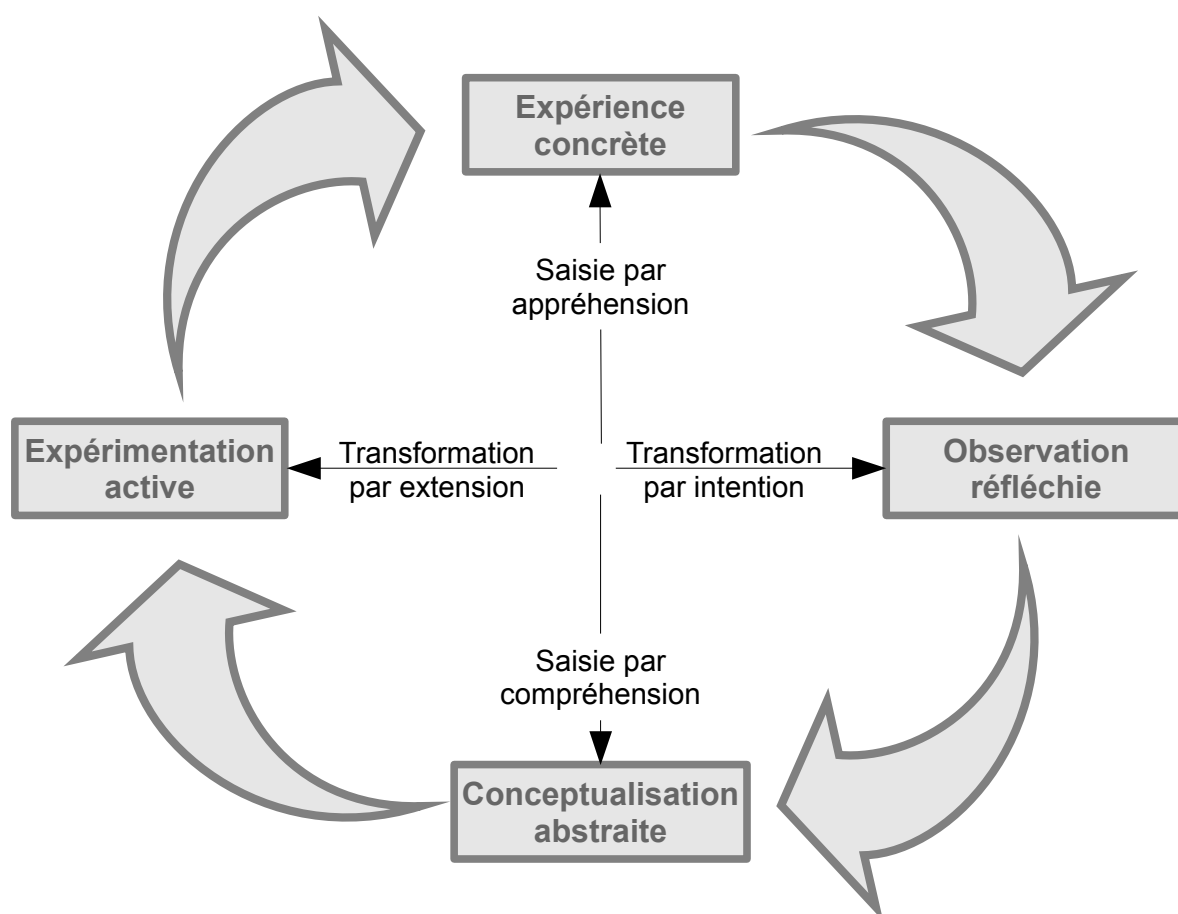 Expérience
concrète
Saisie par
appréhension
Expérimentation
active
Transformation
par extension
Transformation
par intention
Observation
réfléchie
Saisie par
compréhension
Conceptualisation
abstraite